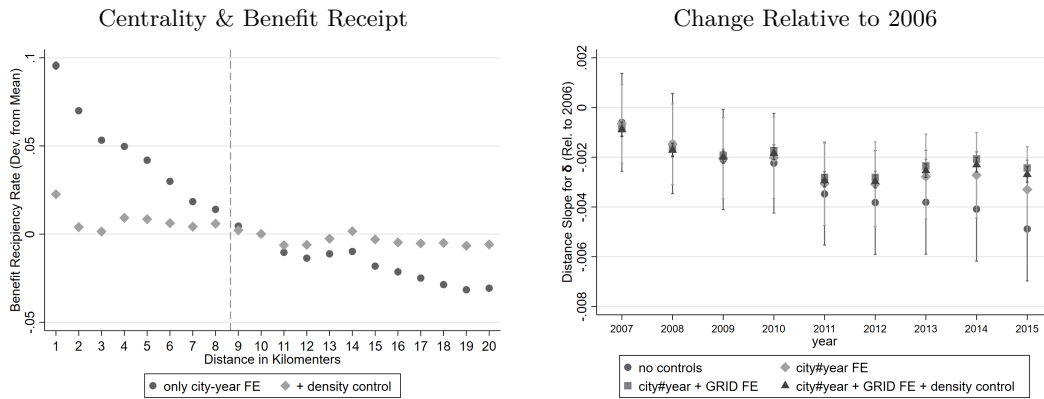 Centrality & Benefit Receipt
Benefit Recipiency Rate (Dev. from Mean)
.1
.05
0
-.05
1 2 3 4 5 6 7 8 9 10 11 12 13 14 15 16 17 18 19 20
Distance in Kilomenters
only city-year FE + density control
Change Relative to 2006
Distance Slope for δ (Rel. to 2006)
.002
0
-.002
-.004
-.006
-.008
2007 2008 2009 2010 2011 2012 2013 2014 2015
year
no controls city#year FE
city#year + GRID FE city#year + GRID FE + density control